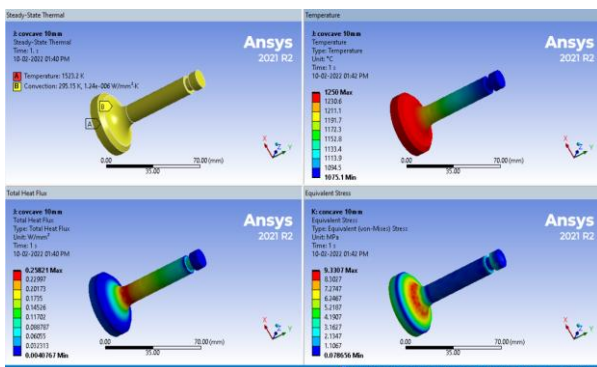 Steady-State Thermal
J: covcave 10mm
Steady-State Thermal
Time: 1. s
10-02-2022 01:40 PM
A Temperature: 1523.2 K
B Convection: 295.15 K, 1.24e-006 W/mm²·K
Ansys
2021 R2
B
A
0.00
35.00
70.00 (mm)
X
Y
Z
Temperature
J: covcave 10mm
Temperature
Type: Temperature
Unit: °C
Time: 1 s
10-02-2022 01:42 PM
1250 Max
1230.6
1211.1
1191.7
1172.3
1152.8
1133.4
1113.9
1094.5
1075.1 Min
Ansys
2021 R2
0.00
35.00
70.00 (mm)
X
Y
Z
Total Heat Flux
J: covcave 10mm
Total Heat Flux
Type: Total Heat Flux
Unit: W/mm²
Time: 1 s
10-02-2022 01:42 PM
0.25821 Max
0.22997
0.20173
0.1735
0.14526
0.11702
0.088787
0.06055
0.032313
0.0040767 Min
Ansys
2021 R2
0.00
35.00
70.00 (mm)
X
Y
Z
Equivalent Stress
K: concave 10mm
Equivalent Stress
Type: Equivalent (von-Mises) Stress
Unit: MPa
Time: 1 s
10-02-2022 01:42 PM
9.3307 Max
8.3027
7.2747
6.2467
5.2187
4.1907
3.1627
2.1347
1.1067
0.078656 Min
Ansys
2021 R2
0.00
35.00
70.00 (mm)
X
Y
Z